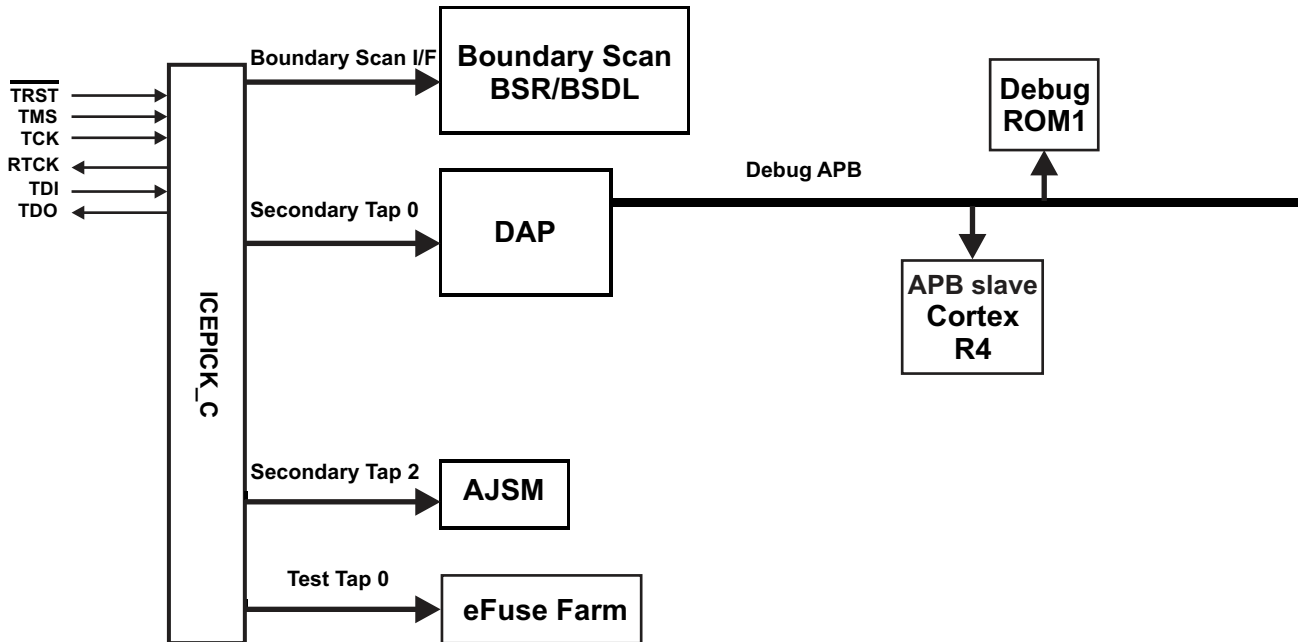 Boundary Scan I/F
Boundary Scan
BSR/BSDL
TRST
TMS
TCK
RTCK
TDI
TDO
Debug
ROM1
Debug APB
Secondary Tap 0
DAP
APB slave
Cortex
R4
ICEPICK_C
Secondary Tap 2
AJSM
Test Tap 0
eFuse Farm